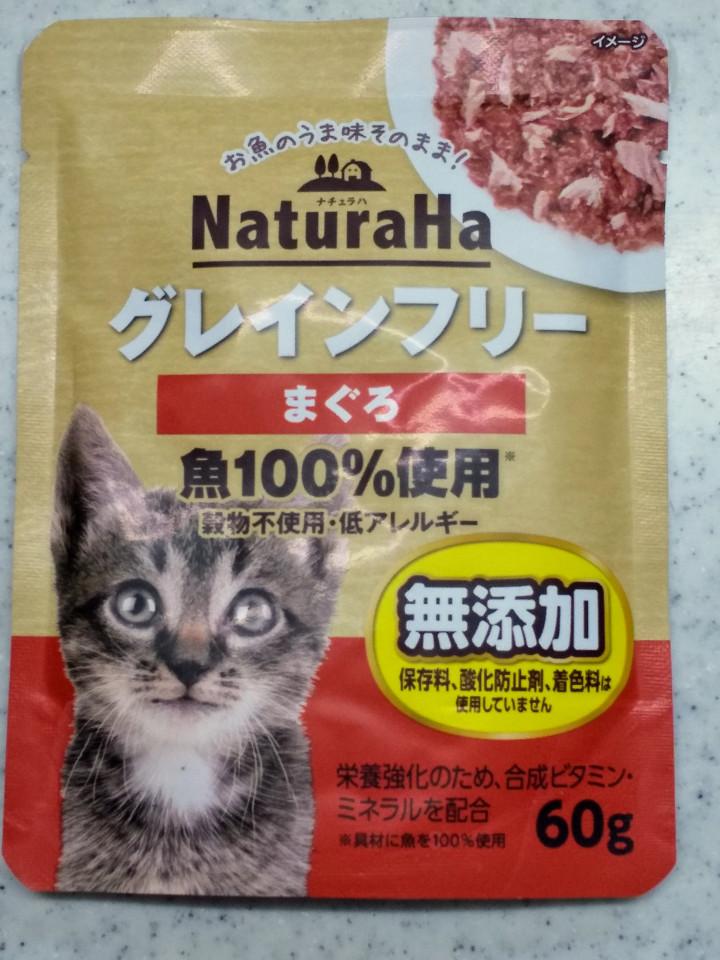 イメージ
お魚のうま味そのまま!
ナチュラハ
NaturaHa
グレインフリー
まぐろ
魚100%使用※
穀物不使用・低アレルギー
無添加
保存料、酸化防止剤、着色料は
使用していません
栄養強化のため、合成ビタミン・
ミネラルを配合
※具材に魚を100%使用
60g